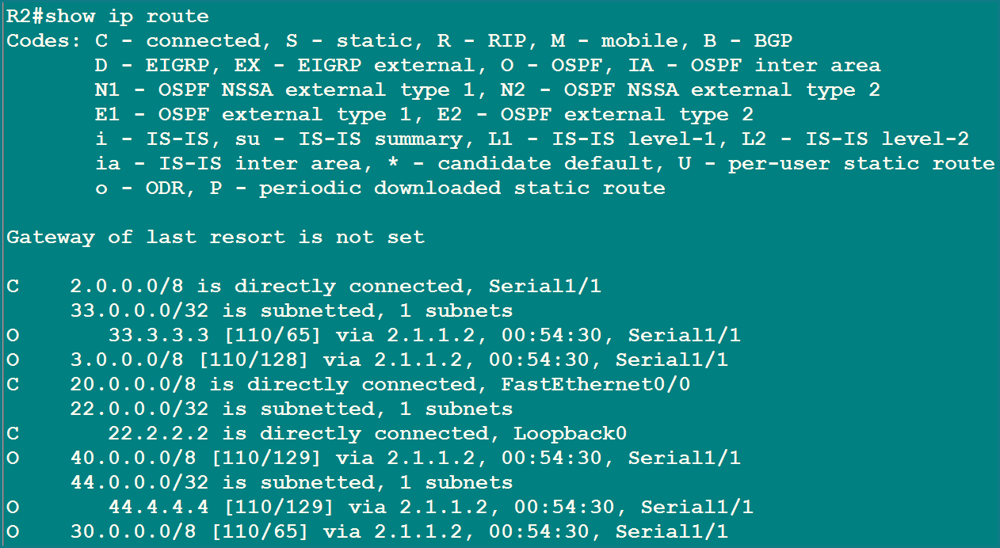 R2#show ip route
Codes: C - connected, S - static, R - RIP, M - mobile, B - BGP
       D - EIGRP, EX - EIGRP external, O - OSPF, IA - OSPF inter area
       N1 - OSPF NSSA external type 1, N2 - OSPF NSSA external type 2
       E1 - OSPF external type 1, E2 - OSPF external type 2
       i - IS-IS, su - IS-IS summary, L1 - IS-IS level-1, L2 - IS-IS level-2
       ia - IS-IS inter area, * - candidate default, U - per-user static route
       o - ODR, P - periodic downloaded static route

Gateway of last resort is not set

C    2.0.0.0/8 is directly connected, Serial1/1
     33.0.0.0/32 is subnetted, 1 subnets
O       33.3.3.3 [110/65] via 2.1.1.2, 00:54:30, Serial1/1
O    3.0.0.0/8 [110/128] via 2.1.1.2, 00:54:30, Serial1/1
C    20.0.0.0/8 is directly connected, FastEthernet0/0
     22.0.0.0/32 is subnetted, 1 subnets
C       22.2.2.2 is directly connected, Loopback0
O    40.0.0.0/8 [110/129] via 2.1.1.2, 00:54:30, Serial1/1
     44.0.0.0/32 is subnetted, 1 subnets
O       44.4.4.4 [110/129] via 2.1.1.2, 00:54:30, Serial1/1
O    30.0.0.0/8 [110/65] via 2.1.1.2, 00:54:30, Serial1/1